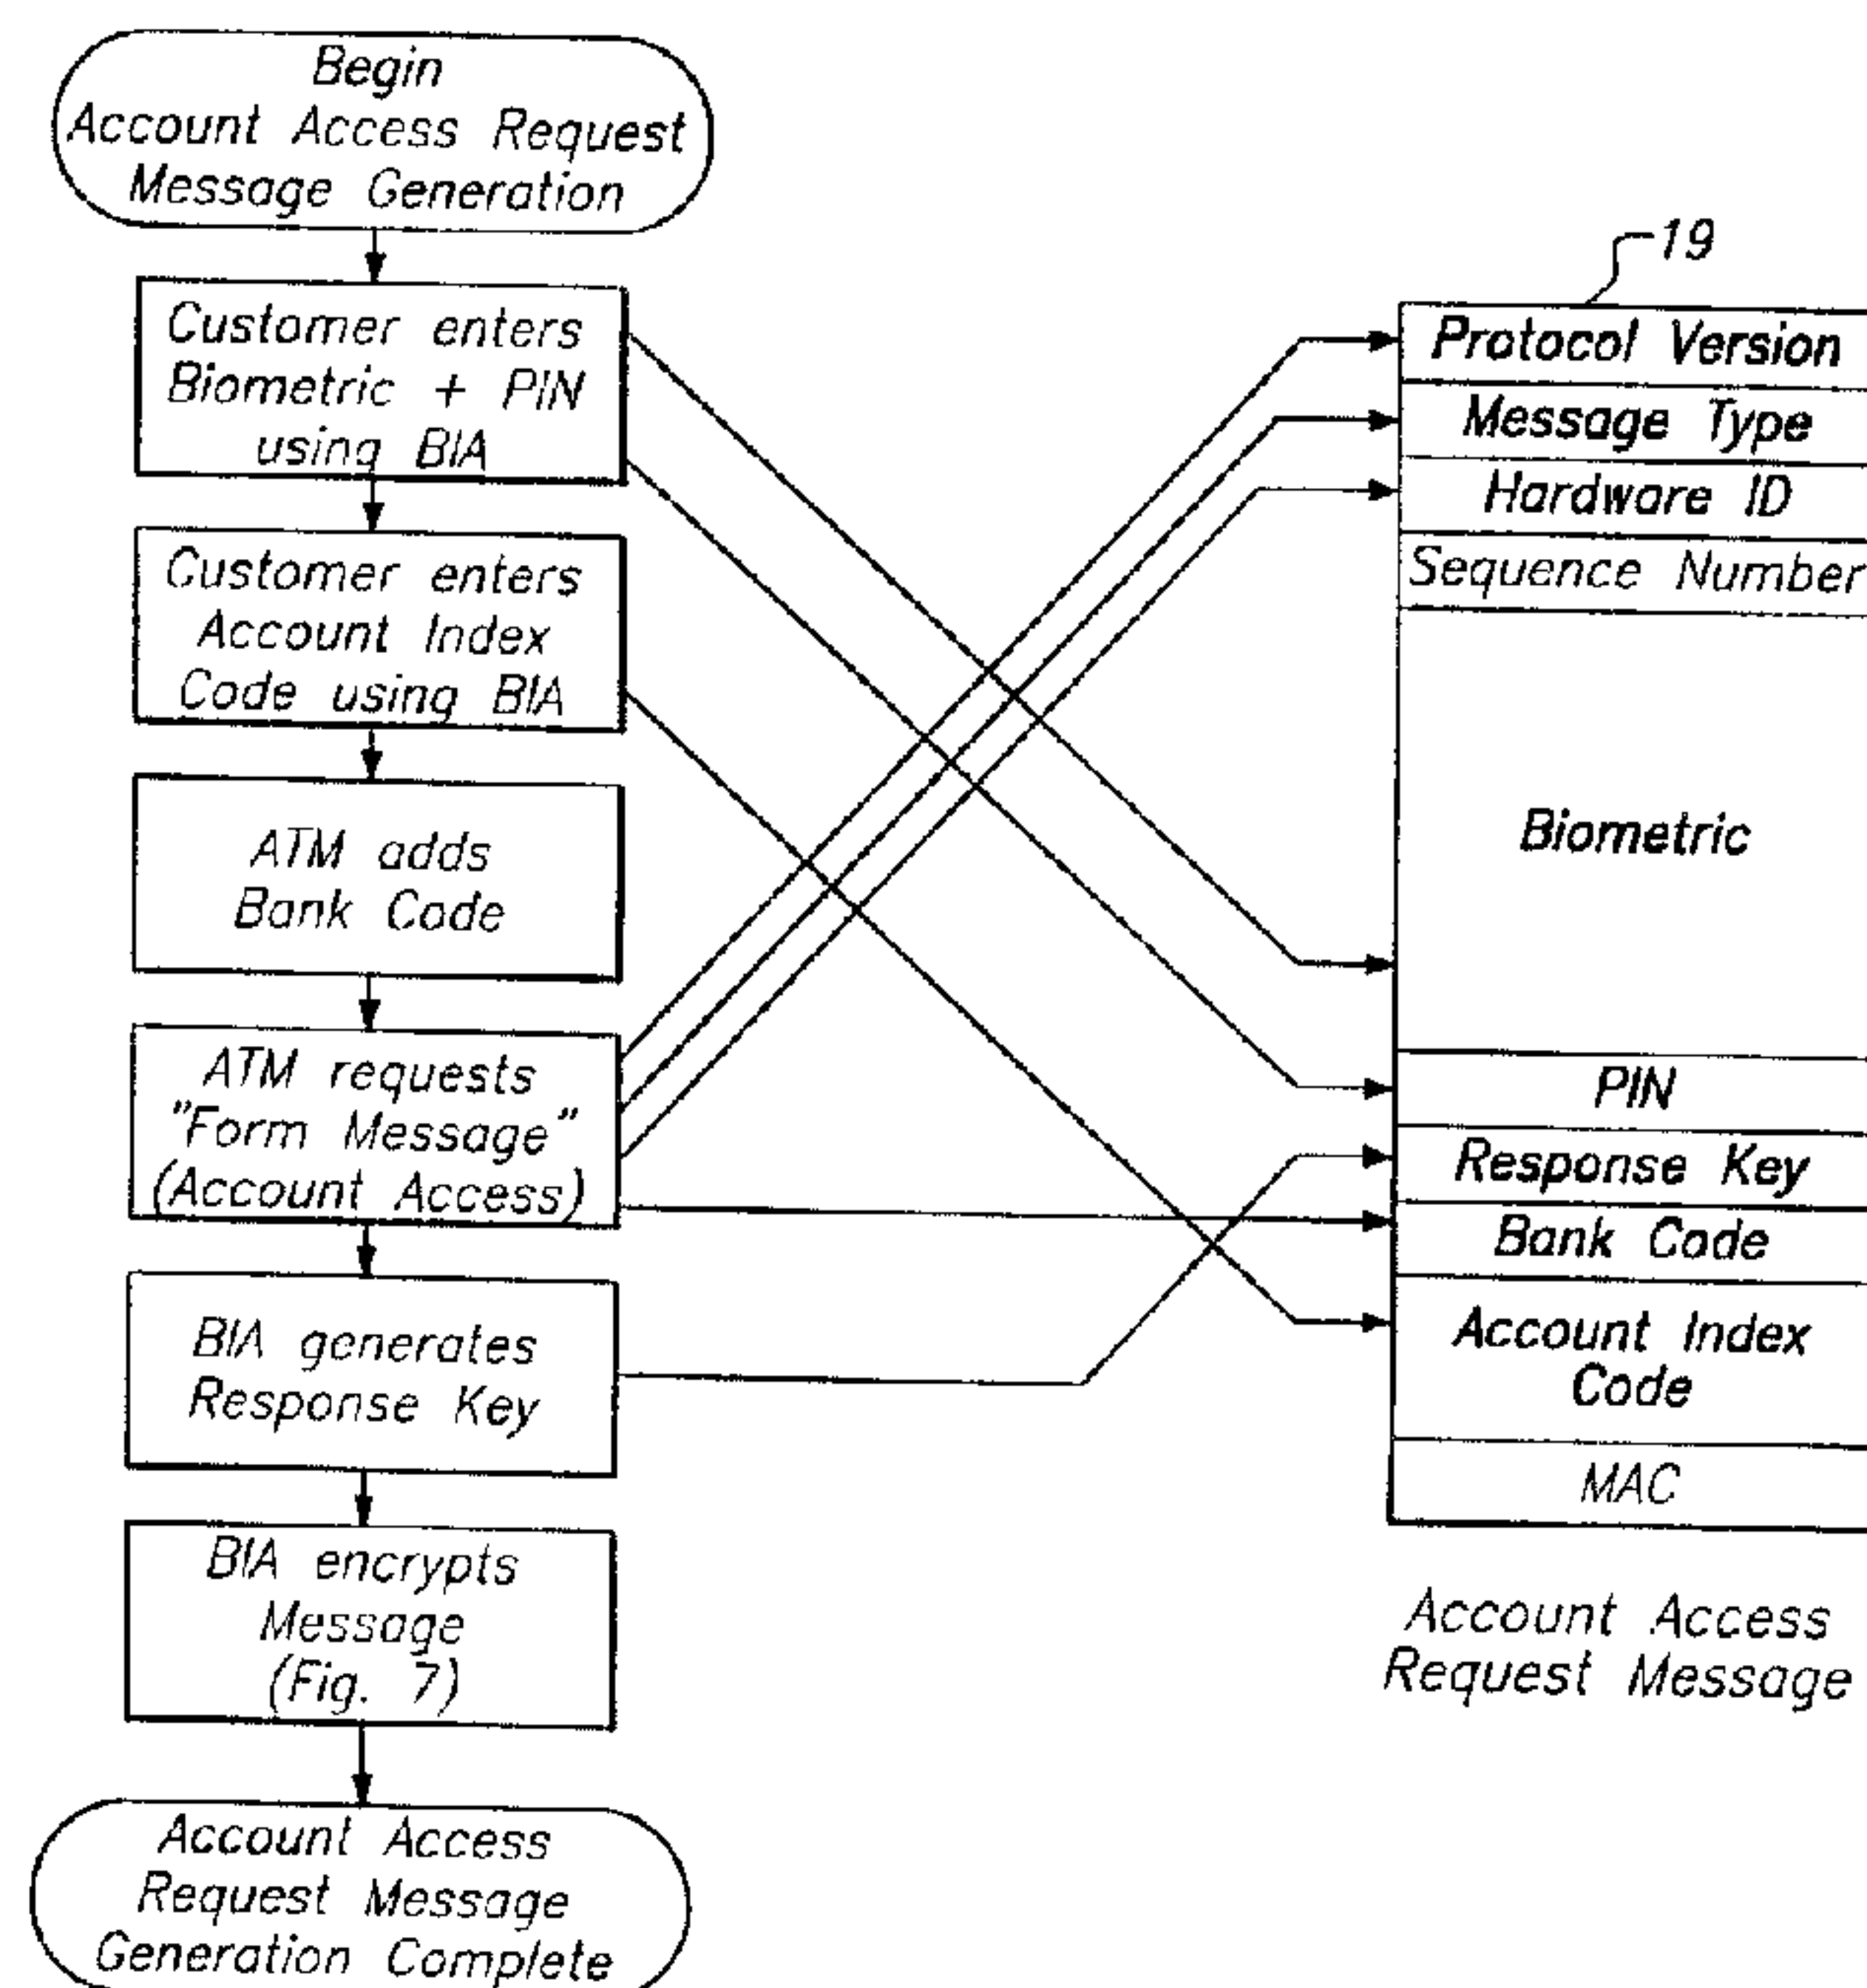 Begin
Account Access Request
Message Generation
Customer enters
Biometric + PIN
using BIA
Customer enters
Account Index
Code using BIA
ATM adds
Bank Code
ATM requests
"Form Message"
(Account Access)
BIA generates
Response Key
BIA encrypts
Message
(Fig. 7)
Account Access
Request Message
Generation Complete
19
Protocol Version
Message Type
Hardware ID
Sequence Number
Biometric
PIN
Response Key
Bank Code
Account Index
Code
MAC
Account Access
Request Message